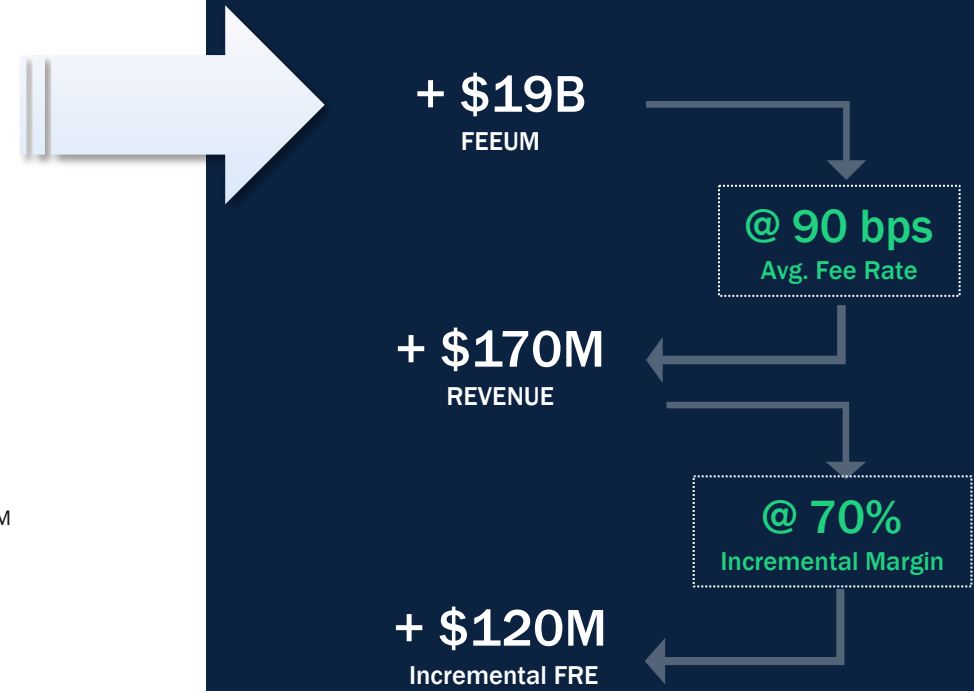 + $19B
FEEUM
@ 90 bps
Avg. Fee Rate
+ $170M
REVENUE
M
@ 70%
Incremental Margin
+ $120M
Incremental FRE